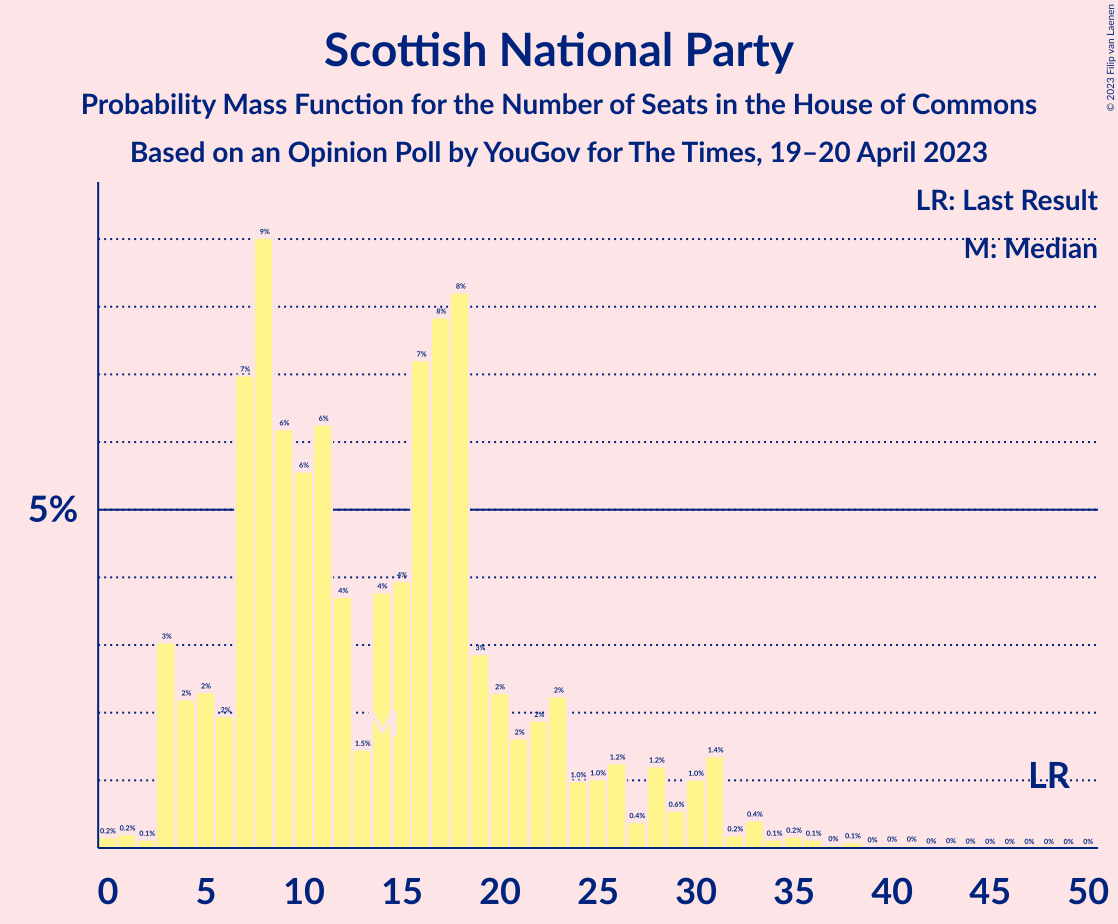 Scottish National Party
Probability Mass Function for the Number of Seats in the House of Commons
Based on an Opinion Poll by YouGov for The Times, 19–20 April 2023
© 2023 Filip van Laenen
LR: Last Result
M: Median
5%
0.2% 0.2% 0.1% 3% 2% 2% 2% 7% 9% 6% 6% 6% 4% 1.5% 4% 4% 7% 8% 8% 3% 2% 2% 2% 2% 1.0% 1.0% 1.2% 0.4% 1.2% 0.6% 1.0% 1.4% 0.2% 0.4% 0.1% 0.2% 0.1% 0% 0.1% 0% 0% 0% 0% 0% 0% 0% 0% 0% 0% 0% 0%
M
LR
0 5 10 15 20 25 30 35 40 45 50